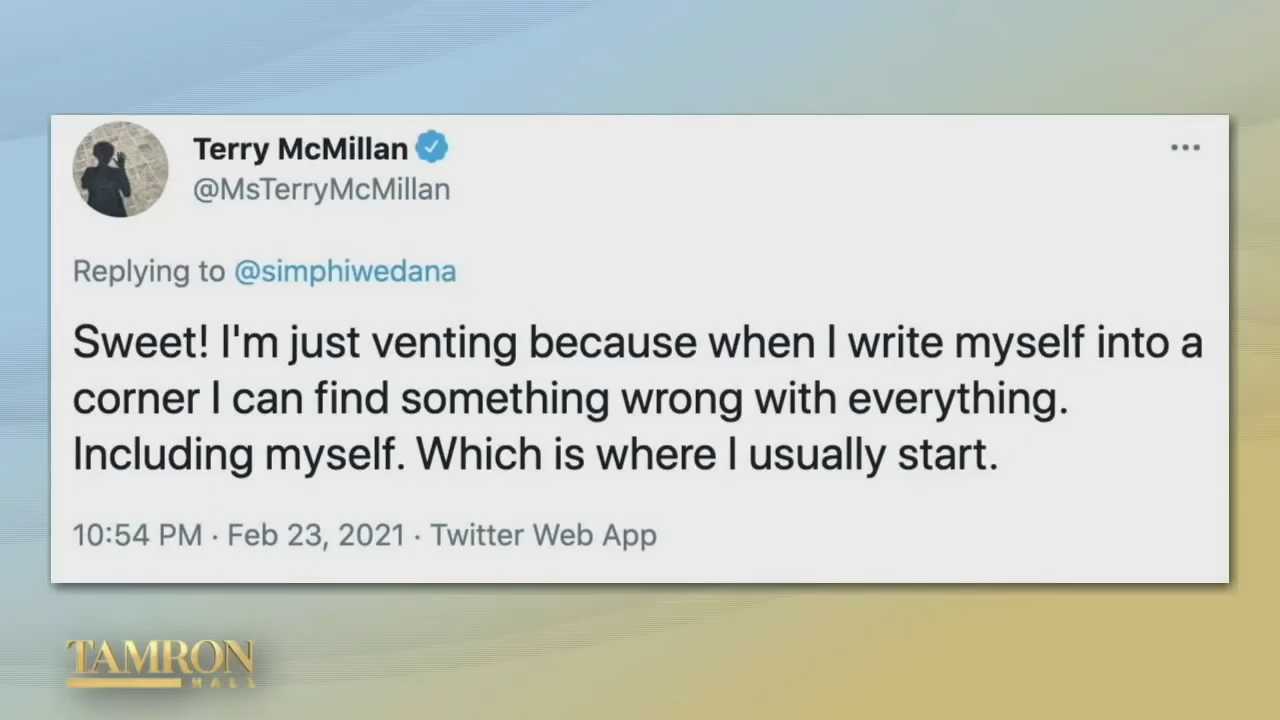 Terry McMillan
@MsTerryMcMillan
Replying to @simphiwedana
Sweet! I'm just venting because when I write myself into a
corner I can find something wrong with everything.
Including myself. Which is where I usually start.
10:54 PM · Feb 23, 2021 · Twitter Web App
TAMRON
HALL